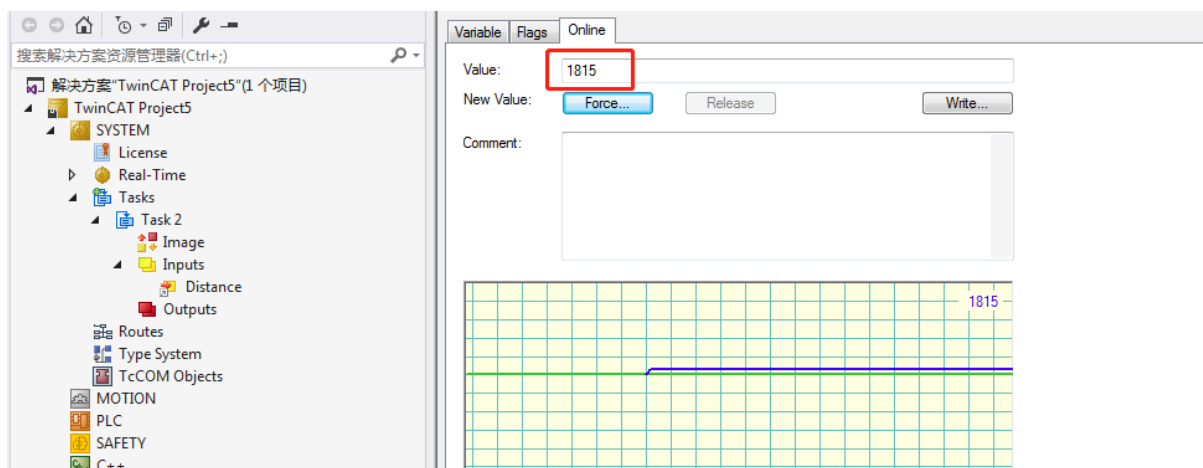 搜索解决方案资源管理器(Ctrl+;)
解决方案"TwinCAT Project5"(1 个项目)
TwinCAT Project5
SYSTEM
License
Real-Time
Tasks
Task 2
Image
Inputs
Distance
Outputs
Routes
Type System
TcCOM Objects
MOTION
PLC
SAFETY
C++
Variable Flags Online
Value: 1815
New Value: Force... Release Write...
Comment:
1815